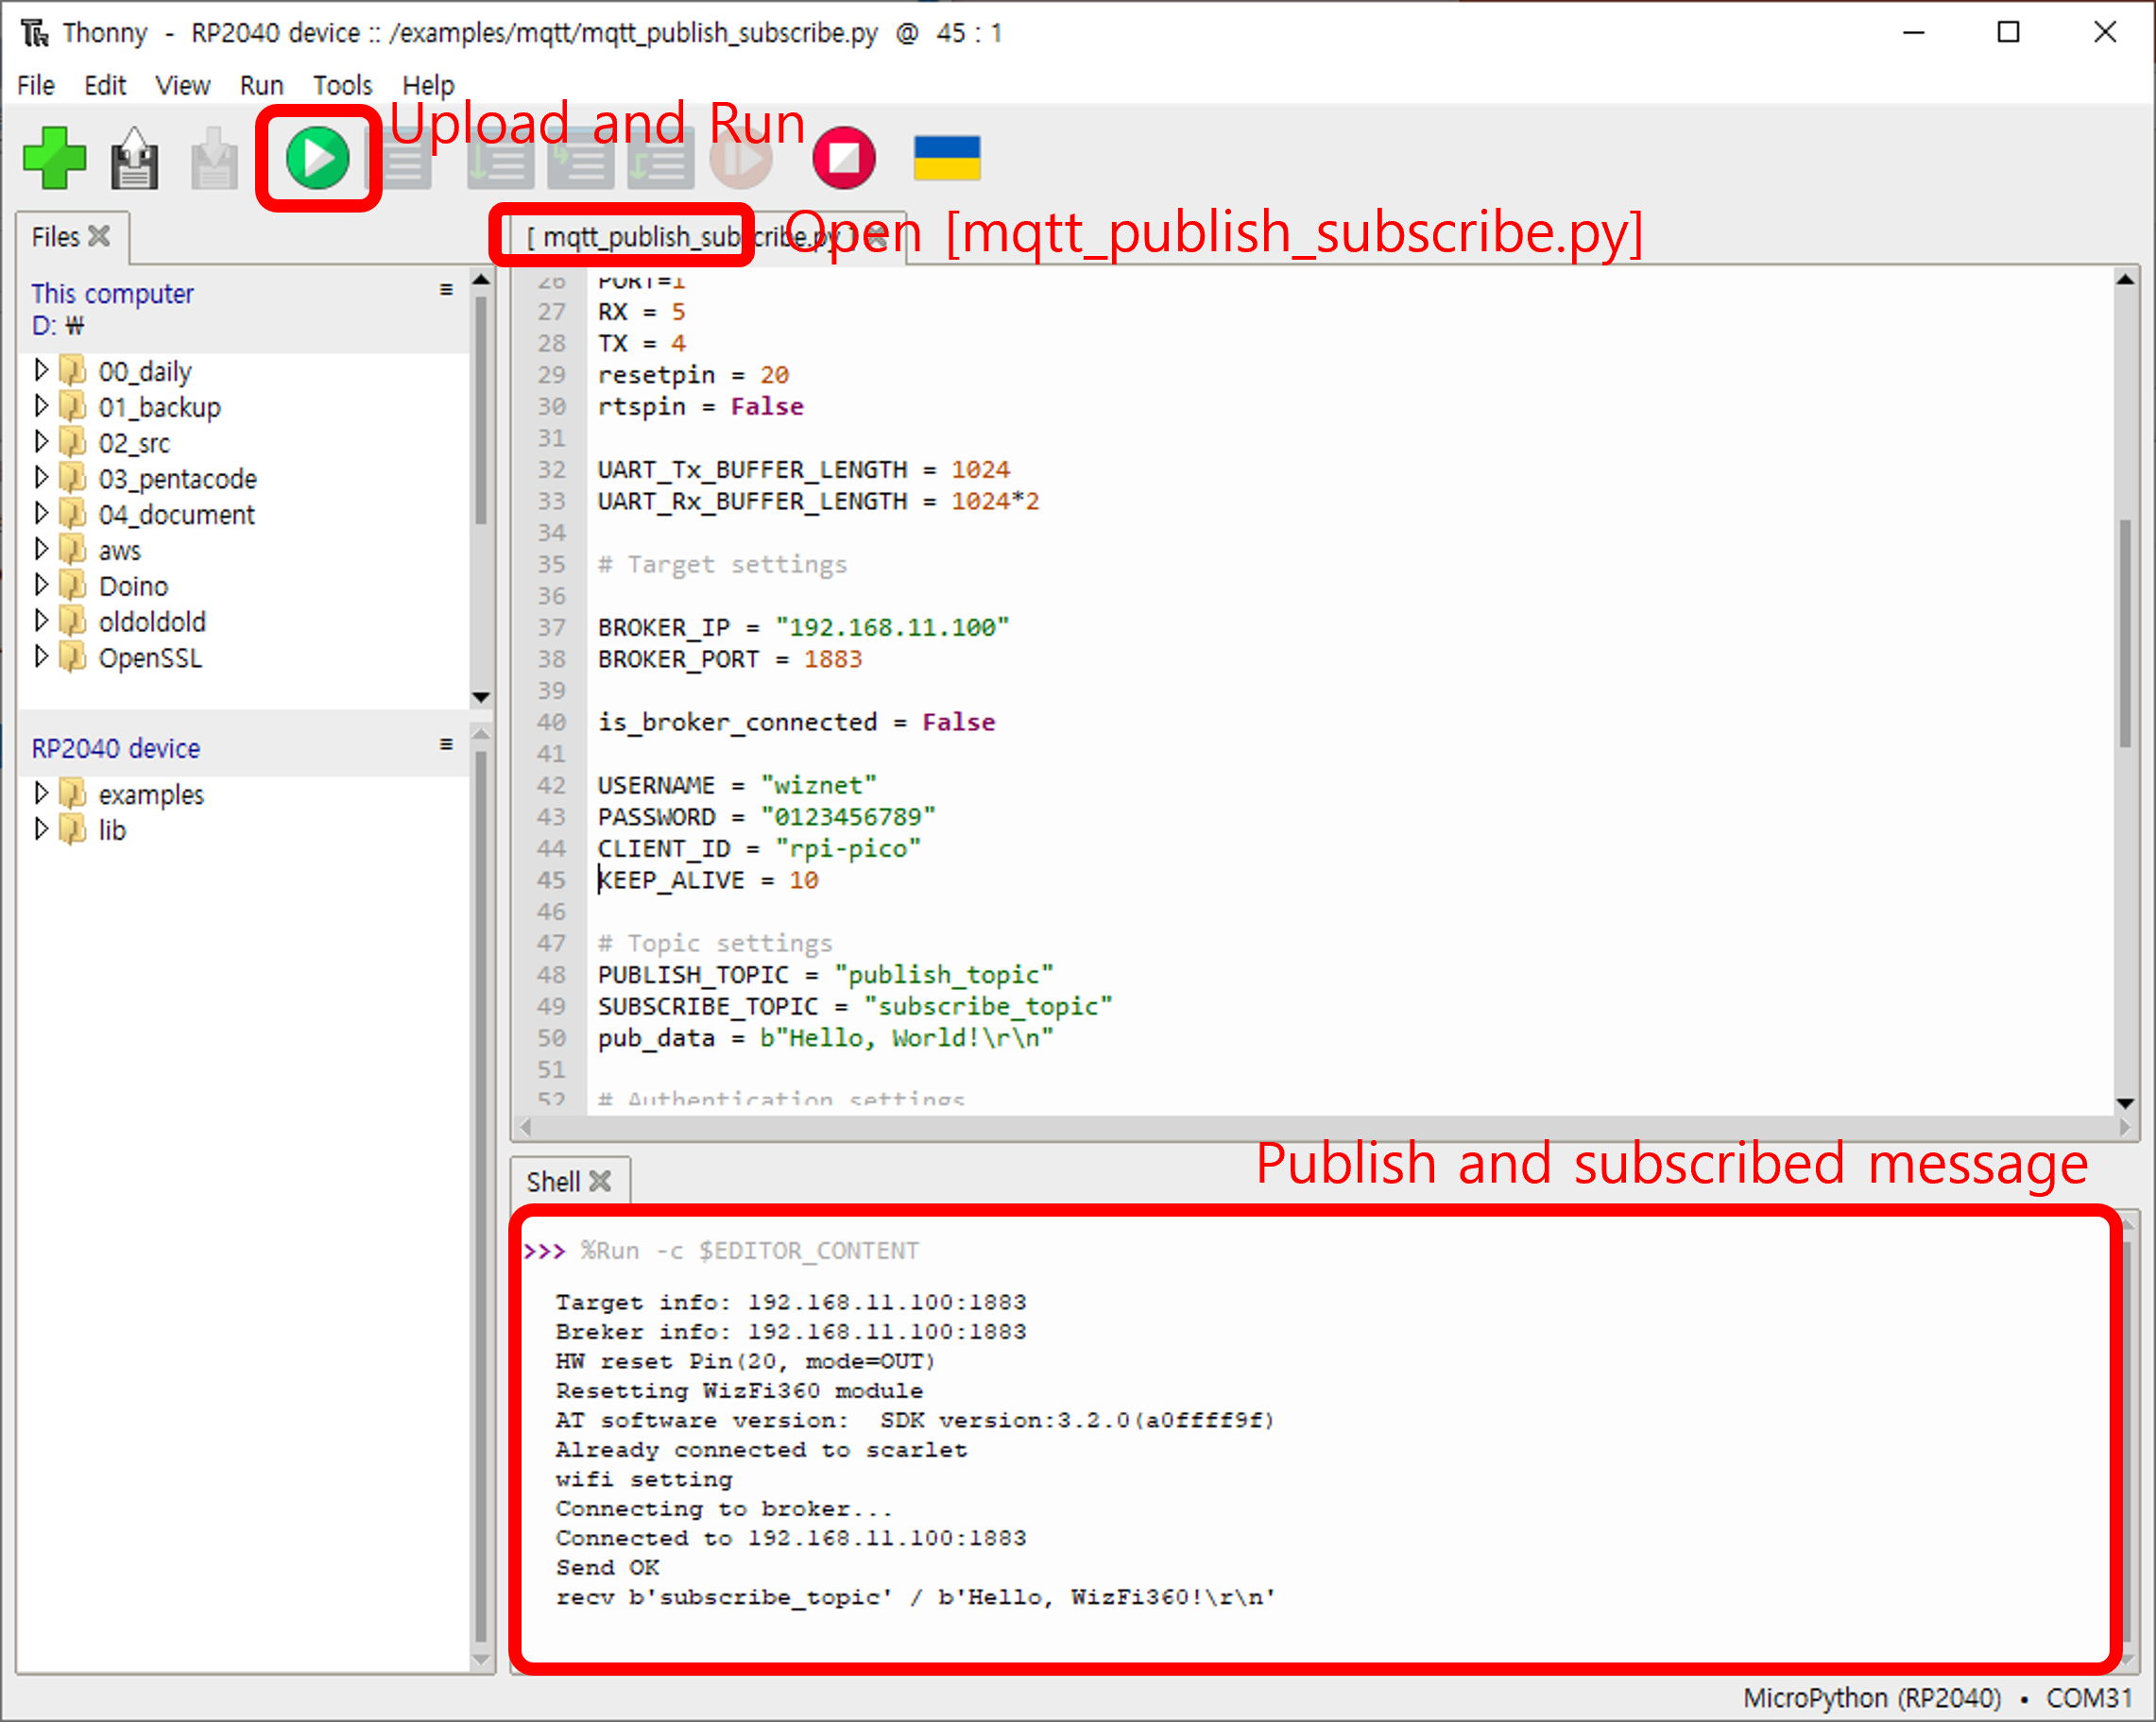 Thonny - RP2040 device :: /examples/mqtt/mqtt_publish_subscribe.py @ 45 : 1
File Edit View Run Tools Help
Upload and Run
Files
[ mqtt_publish_subscribe.py ]
Open [mqtt_publish_subscribe.py]
This computer
D: ₩
00_daily
01_backup
02_src
03_pentacode
04_document
aws
Doino
oldoldold
OpenSSL
RP2040 device
examples
lib
26 PORT=1
27 RX = 5
28 TX = 4
29 resetpin = 20
30 rtspin = False
31
32 UART_Tx_BUFFER_LENGTH = 1024
33 UART_Rx_BUFFER_LENGTH = 1024*2
34
35 # Target settings
36
37 BROKER_IP = "192.168.11.100"
38 BROKER_PORT = 1883
39
40 is_broker_connected = False
41
42 USERNAME = "wiznet"
43 PASSWORD = "0123456789"
44 CLIENT_ID = "rpi-pico"
45 KEEP_ALIVE = 10
46
47 # Topic settings
48 PUBLISH_TOPIC = "publish_topic"
49 SUBSCRIBE_TOPIC = "subscribe_topic"
50 pub_data = b"Hello, World!\r\n"
51
52 # Authentication settings
Publish and subscribed message
Shell
>>> %Run -c $EDITOR_CONTENT
Target info: 192.168.11.100:1883
Breker info: 192.168.11.100:1883
HW reset Pin(20, mode=OUT)
Resetting WizFi360 module
AT software version:  SDK version:3.2.0(a0ffff9f)
Already connected to scarlet
wifi setting
Connecting to broker...
Connected to 192.168.11.100:1883
Send OK
recv b'subscribe_topic' / b'Hello, WizFi360!\r\n'
MicroPython (RP2040) • COM31